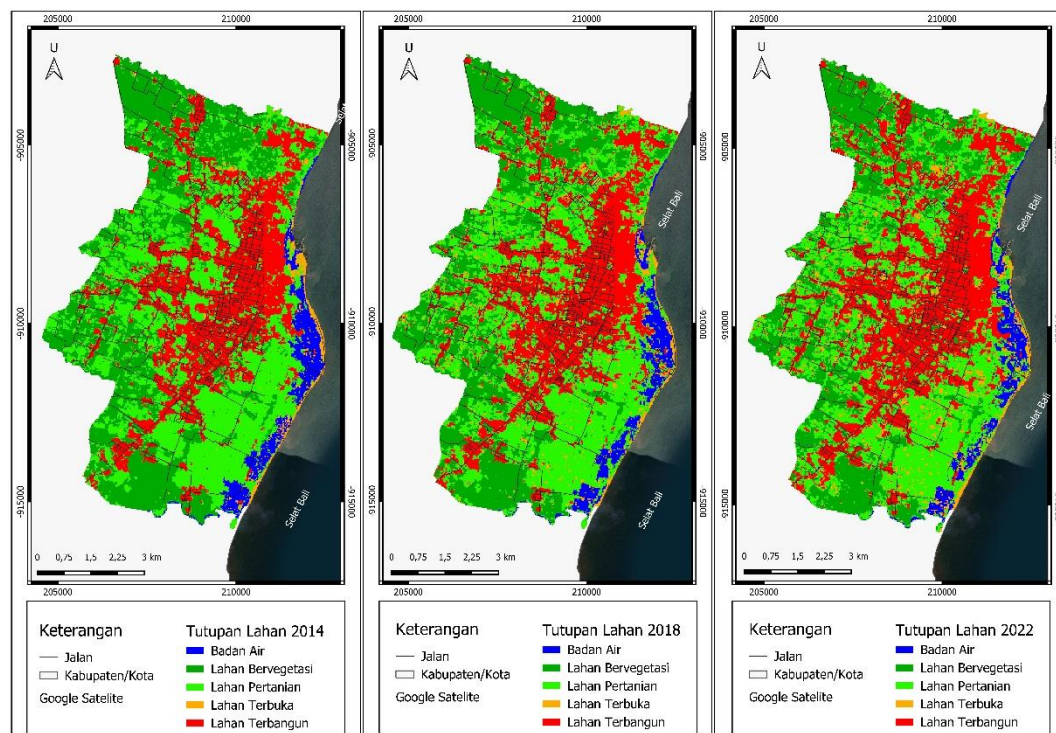 205000 210000
U
-905000 -905000
Selat
-910000 -910000
-915000 -915000
Selat Bali
0 0,75 1,5 2,25 3 km
205000 210000
Keterangan
Jalan
Kabupaten/Kota
Google Satelite
Tutupan Lahan 2014
Badan Air
Lahan Bervegetasi
Lahan Pertanian
Lahan Terbuka
Lahan Terbangun
205000 210000
U
-905000
Selat Bali
-910000
-915000
Selat Bali
0 0,75 1,5 2,25 3 km
205000 210000
Keterangan
Jalan
Kabupaten/Kota
Google Satelite
Tutupan Lahan 2018
Badan Air
Lahan Bervegetasi
Lahan Pertanian
Lahan Terbuka
Lahan Terbangun
205000 210000
U
-905000
Selat Bali
-910000
Selat Bali
-915000
0 0,75 1,5 2,25 3 km
205000 210000
Keterangan
Jalan
Kabupaten/Kota
Google Satelite
Tutupan Lahan 2022
Badan Air
Lahan Bervegetasi
Lahan Pertanian
Lahan Terbuka
Lahan Terbangun